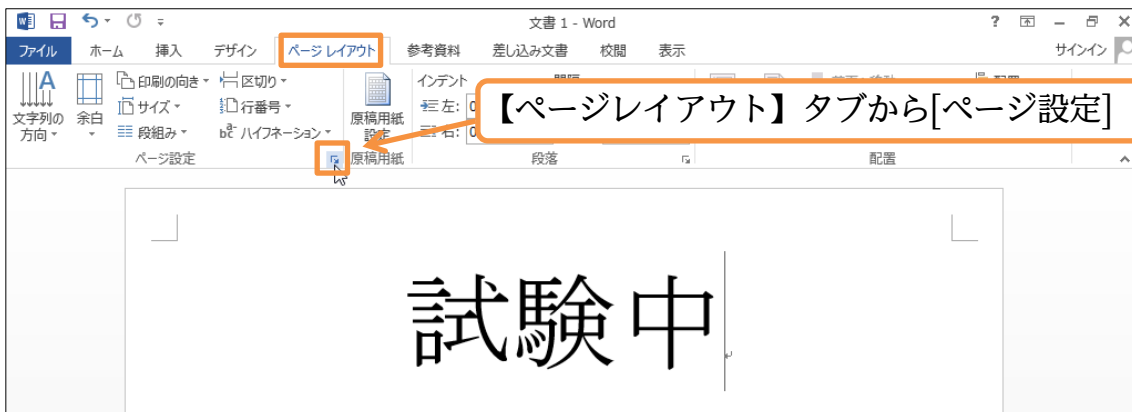 文書 1 - Word
?
ファイル ホーム 挿入 デザイン ページ レイアウト 参考資料 差し込み文書 校閲 表示 サインイン
文字列の方向
余白
印刷の向き
サイズ
段組み
区切り
行番号
bc ハイフネーション
ページ設定
原稿用紙
設定
原稿用紙
インデント
左:
右:
段落
配置
【ページレイアウト】タブから[ページ設定]
試験中